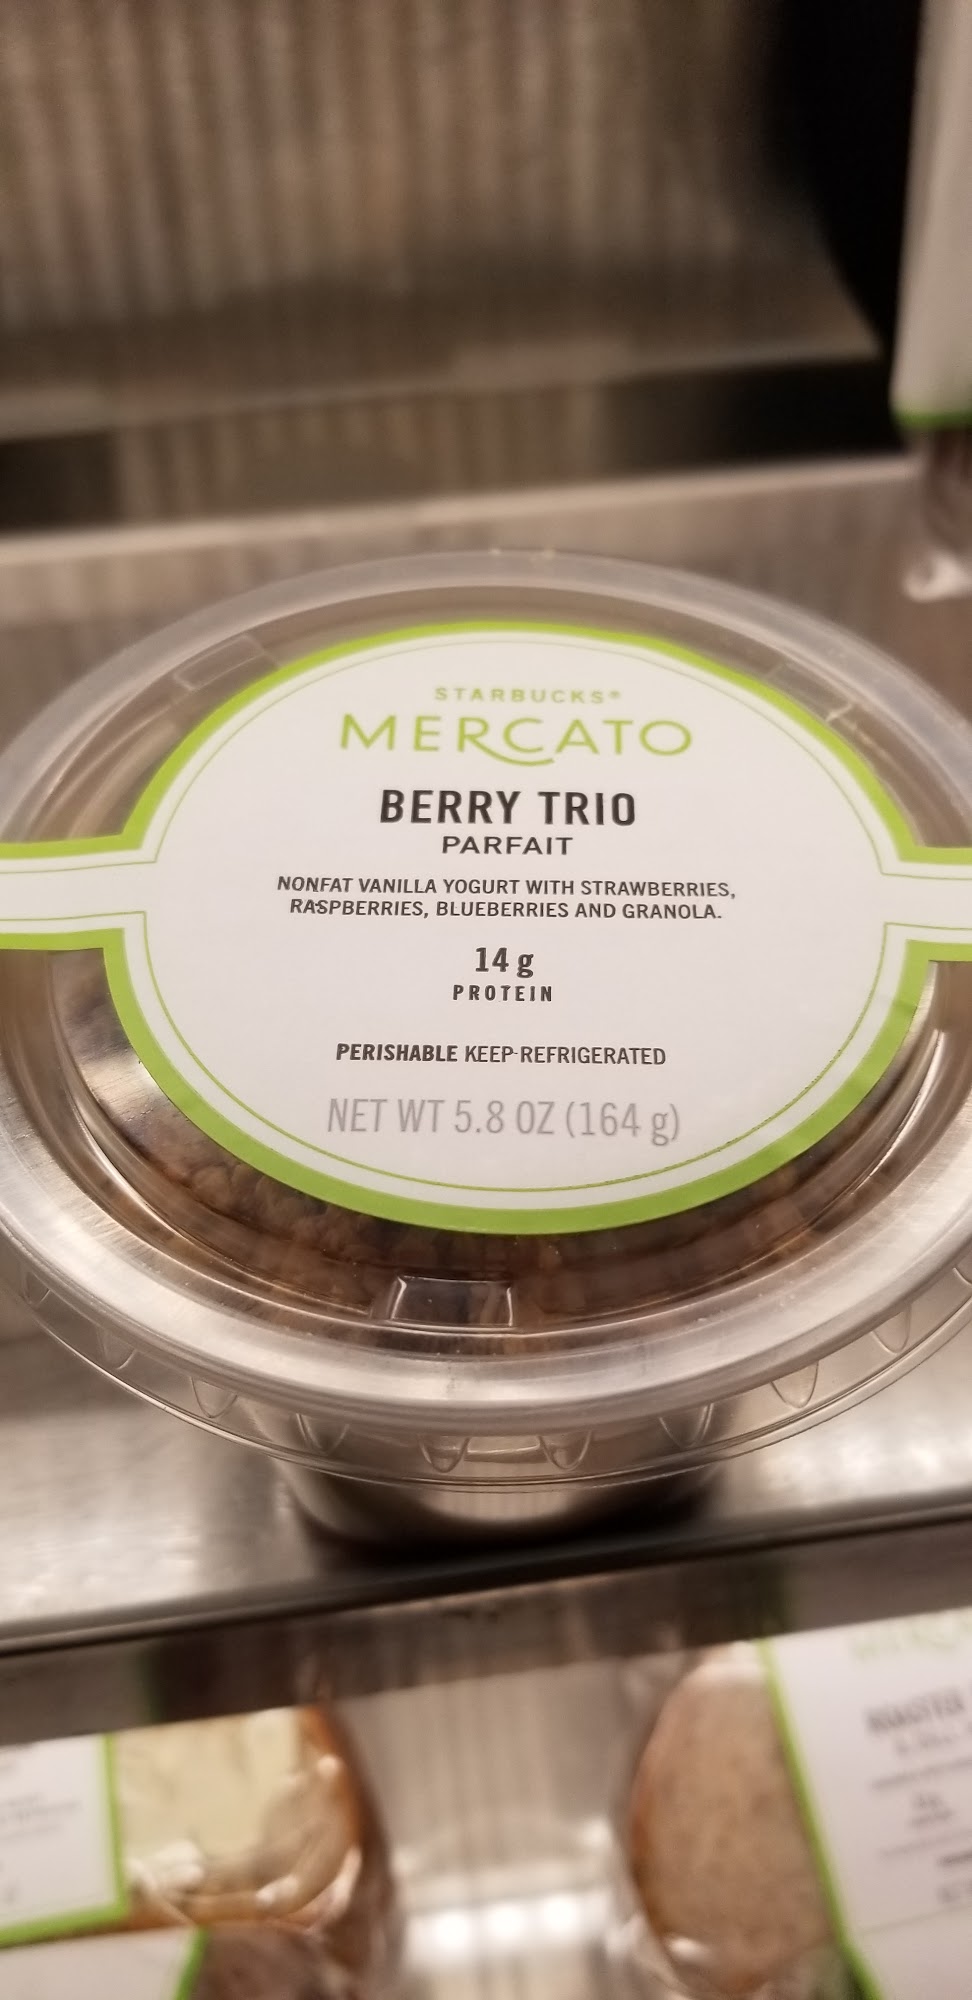 STARBUCKS®
MERCATO
BERRY TRIO
PARFAIT
NONFAT VANILLA YOGURT WITH STRAWBERRIES,
RASPBERRIES, BLUEBERRIES AND GRANOLA.
14 g
PROTEIN
PERISHABLE KEEP REFRIGERATED
NET WT 5.8 OZ (164 g)
ROASTED